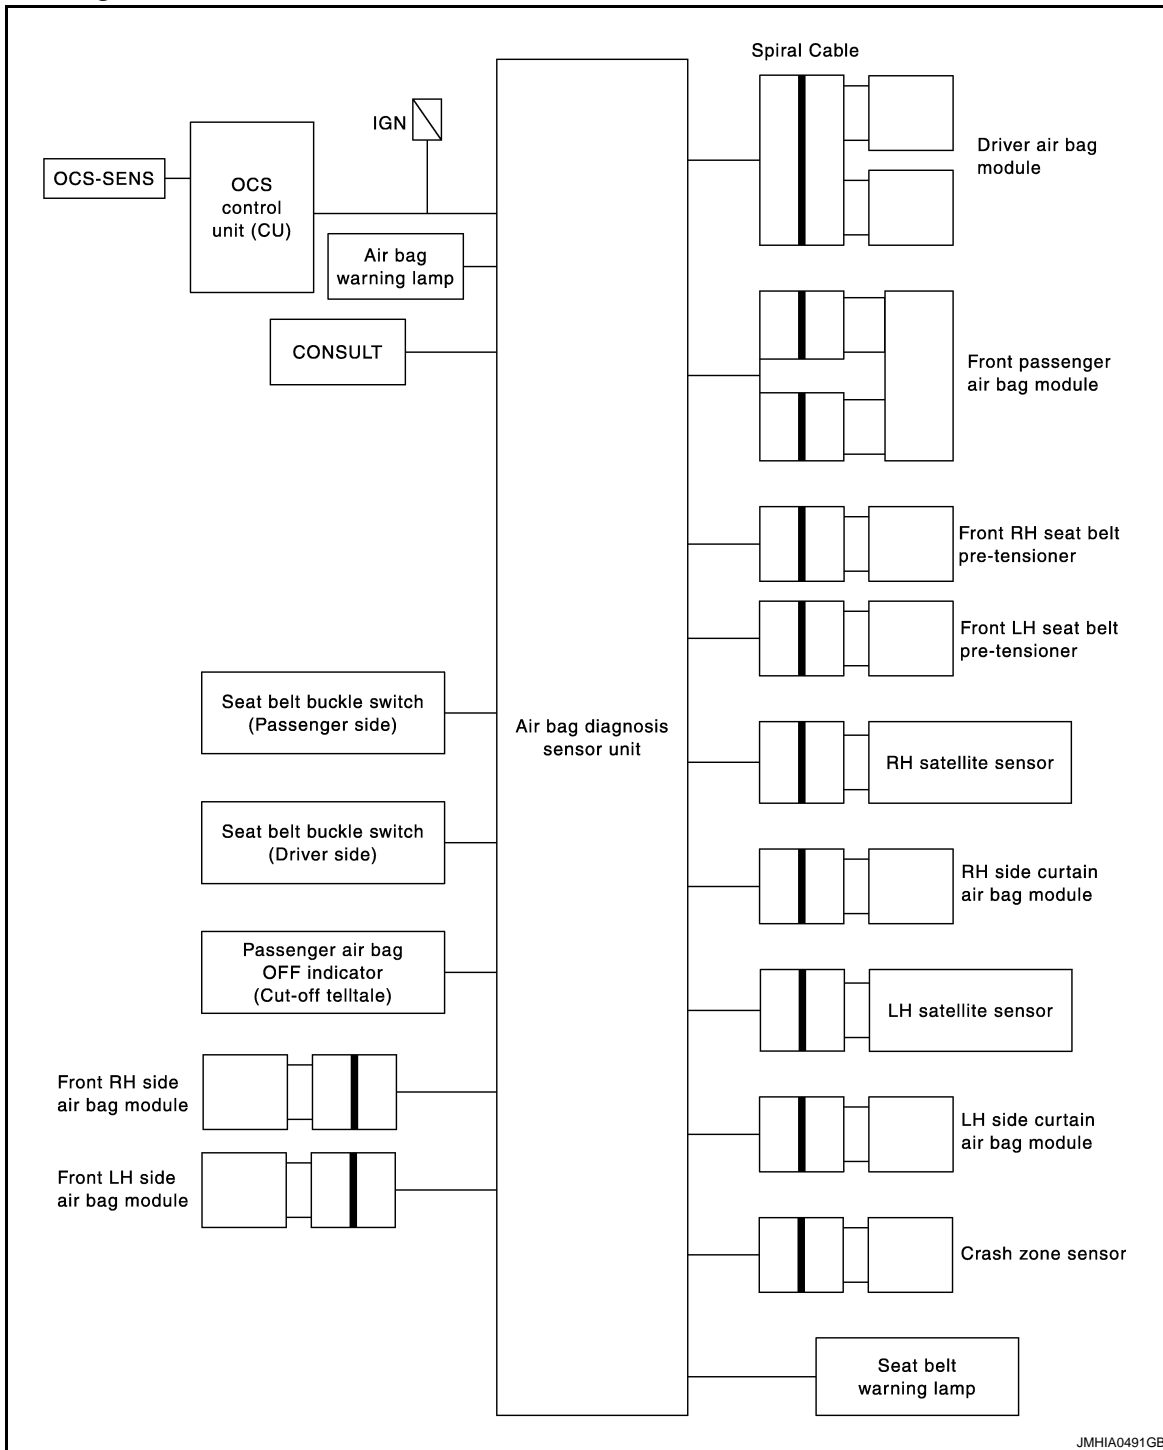 Spiral Cable
IGN
OCS-SENS
OCS
control
unit (CU)
Air bag
warning lamp
CONSULT
Driver air bag
module
Front passenger
air bag module
Front RH seat belt
pre-tensioner
Front LH seat belt
pre-tensioner
Seat belt buckle switch
(Passenger side)
Air bag diagnosis
sensor unit
RH satellite sensor
Seat belt buckle switch
(Driver side)
RH side curtain
air bag module
Passenger air bag
OFF indicator
(Cut-off telltale)
LH satellite sensor
Front RH side
air bag module
LH side curtain
air bag module
Front LH side
air bag module
Crash zone sensor
Seat belt
warning lamp
JMHIA0491GB